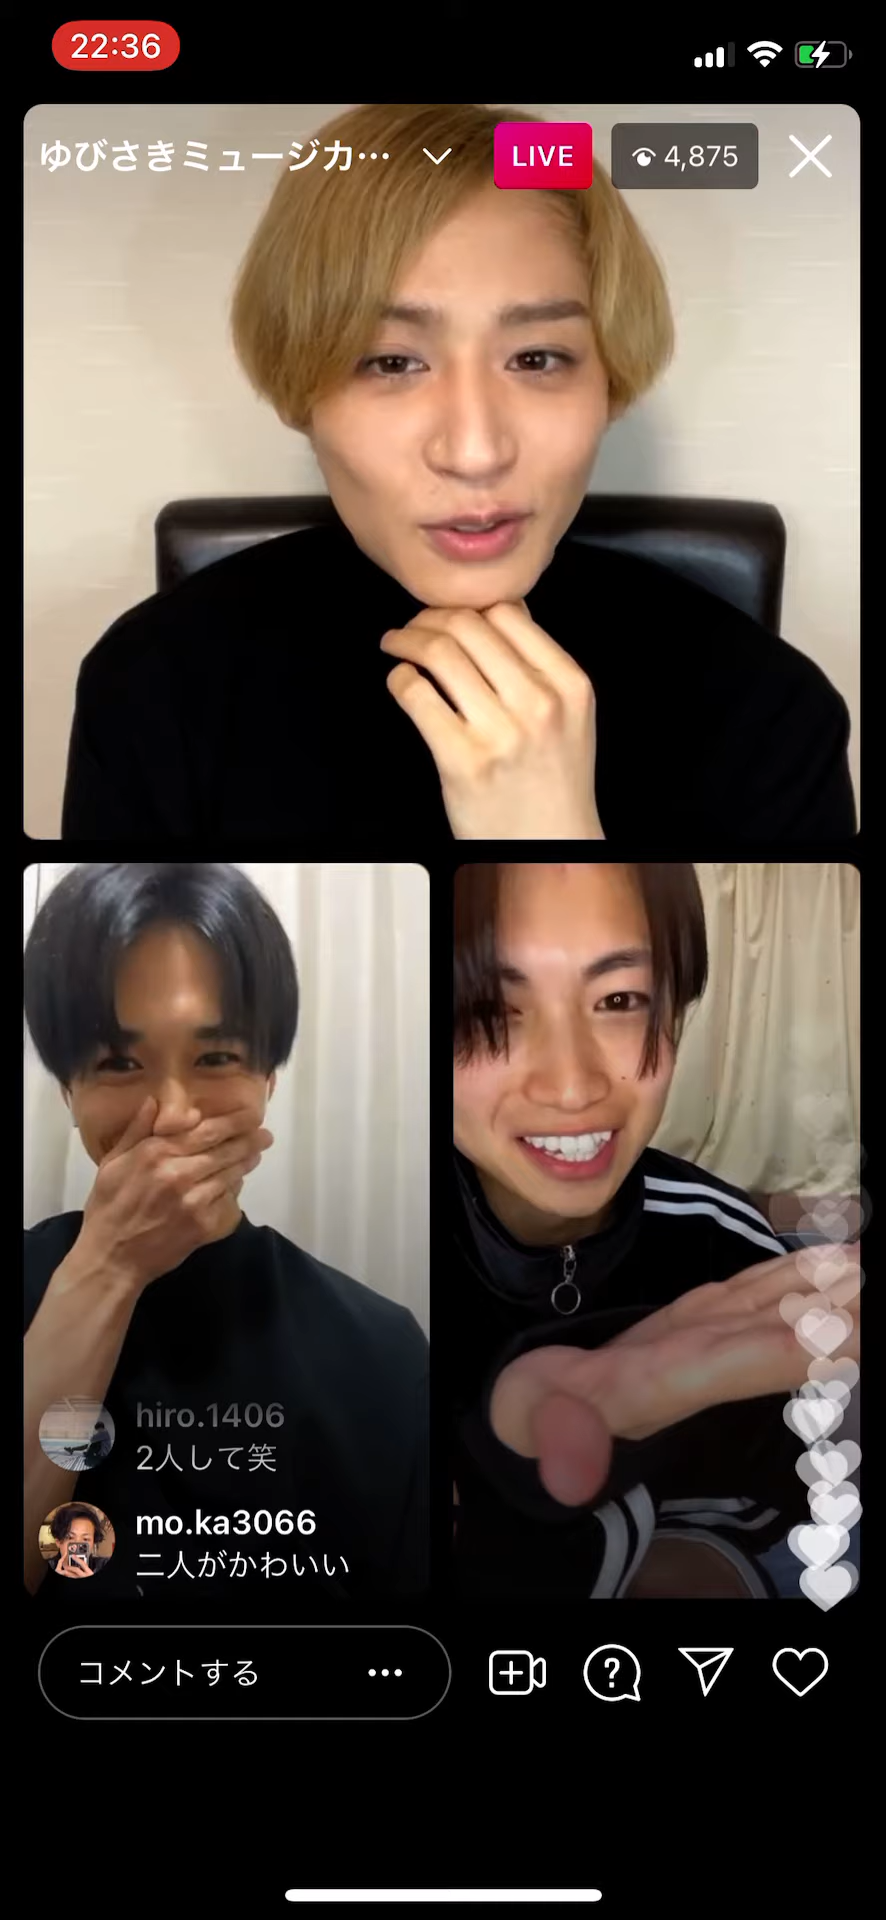 22:36
ゆびさきミュージカ…
LIVE
4,875
hiro.1406
2人して笑
mo.ka3066
二人がかわいい
コメントする